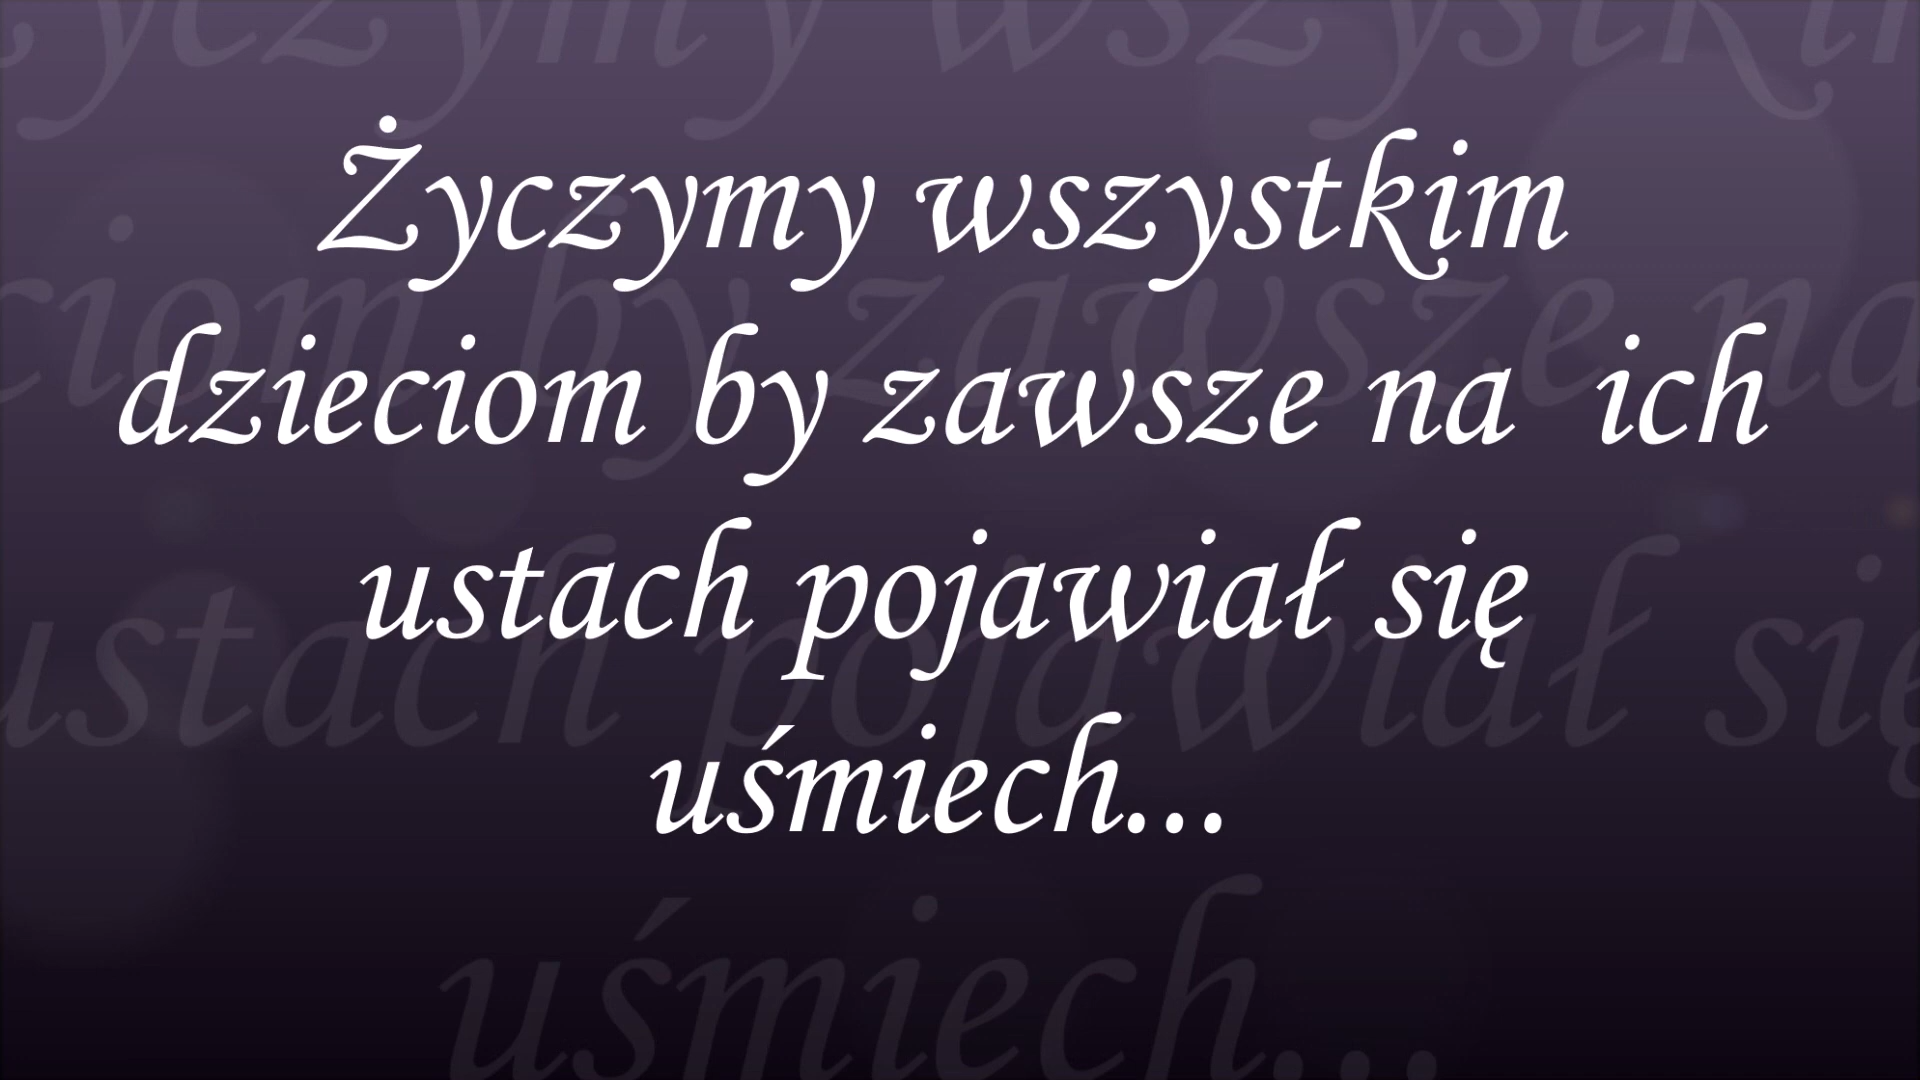 Życzymy wszystkim
dzieciom by zawsze na ich
ustach pojawiał się
uśmiech...